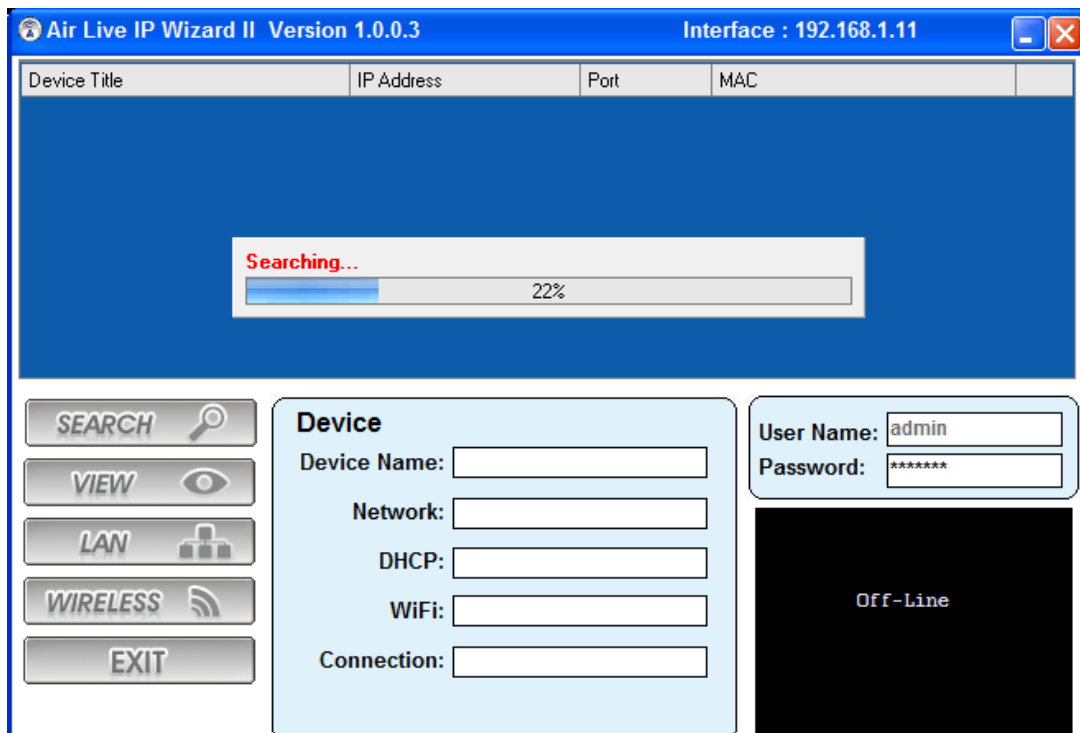 Air Live IP Wizard II Version 1.0.0.3 Interface : 192.168.1.11
Device Title IP Address Port MAC
Searching...
22%
SEARCH
VIEW
LAN
WIRELESS
EXIT
Device
Device Name:
Network:
DHCP:
WiFi:
Connection:
User Name: admin
Password: *******
Off-Line